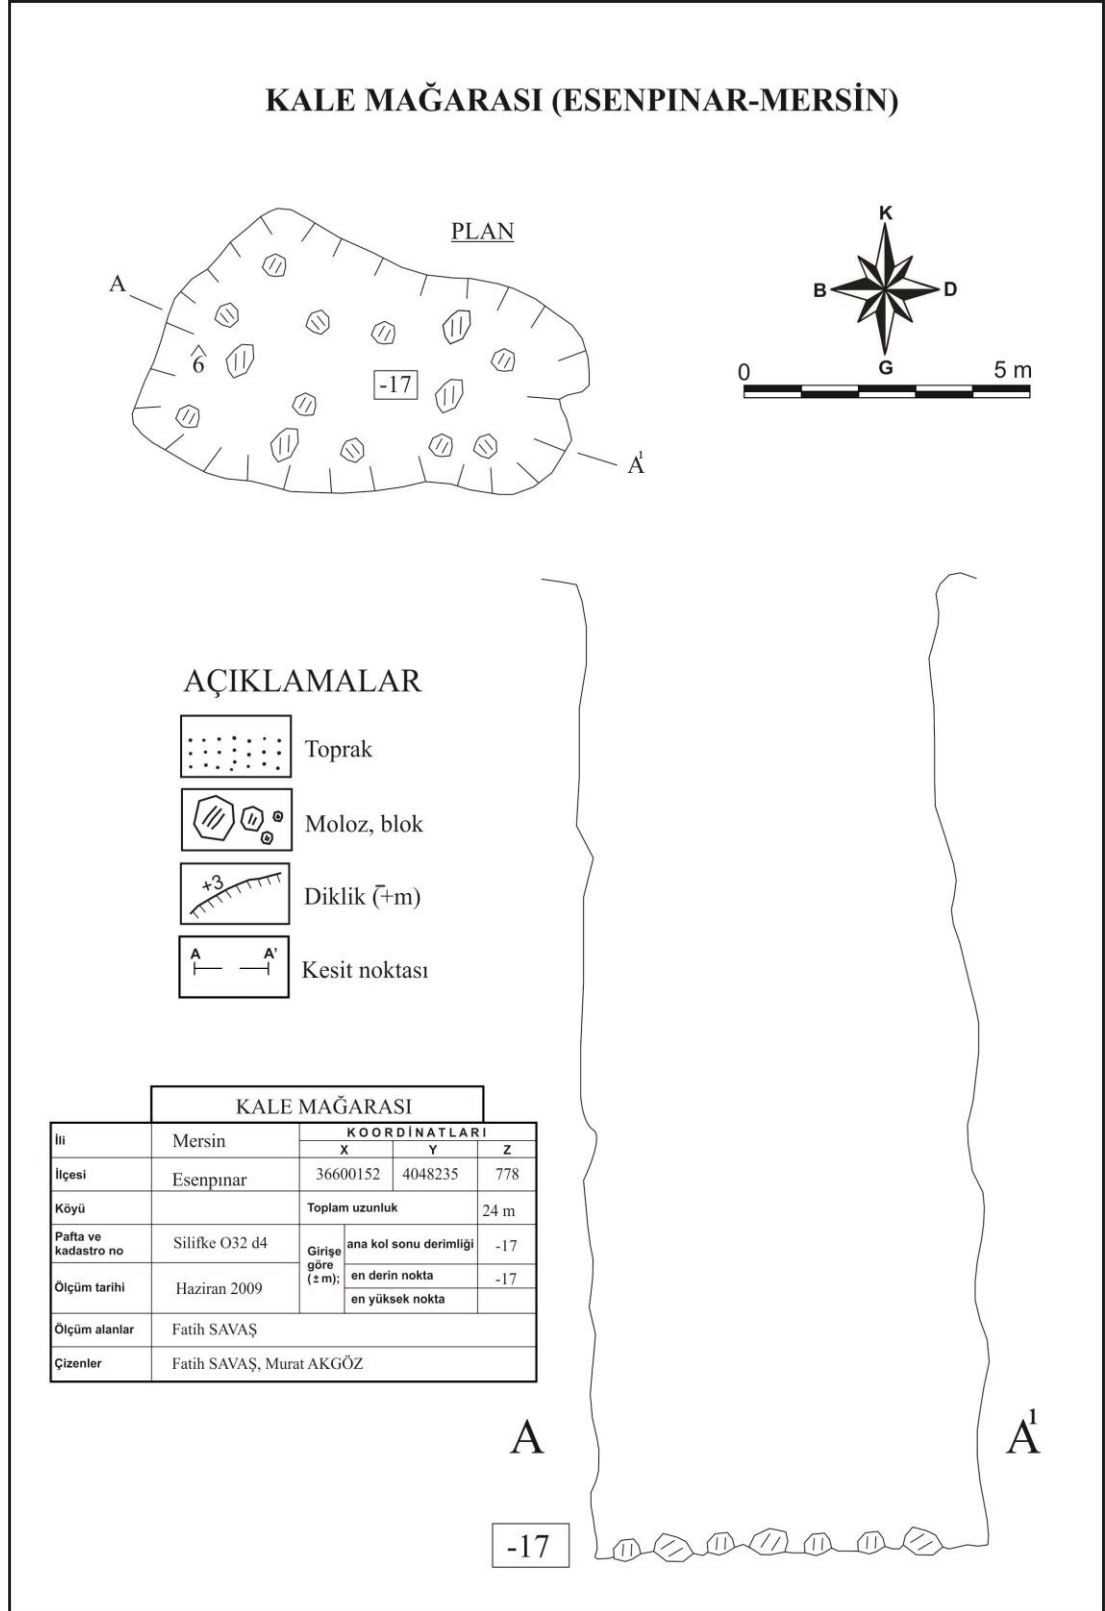 KALE MAĞARASI (ESENPINAR-MERSİN)
PLAN
K
B
D
G
0 5 m
A
6
-17
A¹
AÇIKLAMALAR
Toprak
Moloz, blok
+3
Diklik (∓m)
A A'
Kesit noktası
KALE MAĞARASI
İli Mersin KOORDİNATLARI
X Y Z
İlçesi Esenpınar 36600152 4048235 778
Köyü Toplam uzunluk 24 m
Pafta ve kadastro no Silifke O32 d4 Girişe göre (±m); ana kol sonu derimliği -17
Ölçüm tarihi Haziran 2009 en derin nokta -17
en yüksek nokta
Ölçüm alanlar Fatih SAVAŞ
Çizenler Fatih SAVAŞ, Murat AKGÖZ
A A¹
-17